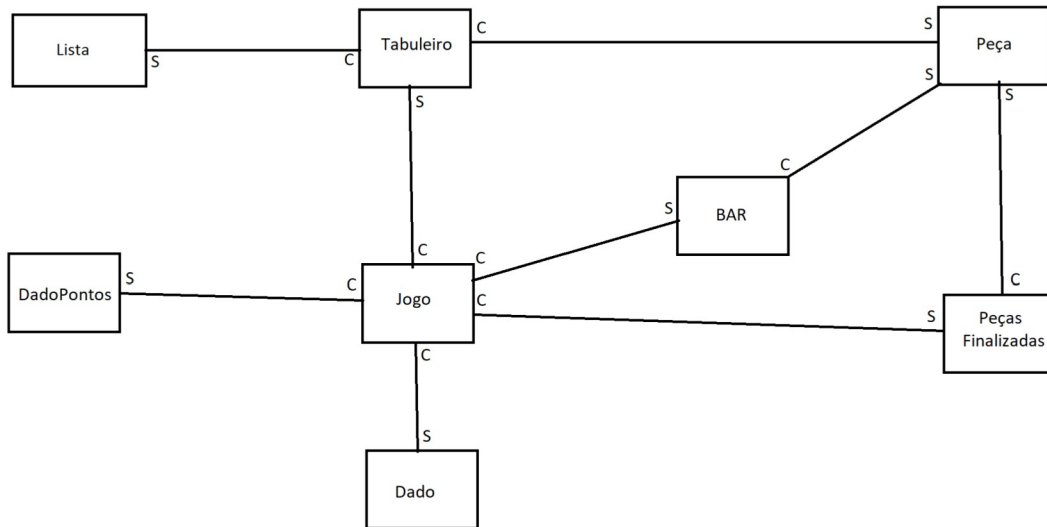 Lista
S
C
Tabuleiro
C
S
Peça
S
S
S
C
S
BAR
C
C
C
C
DadoPontos
S
C
Jogo
S
Peças
Finalizadas
C
S
Dado